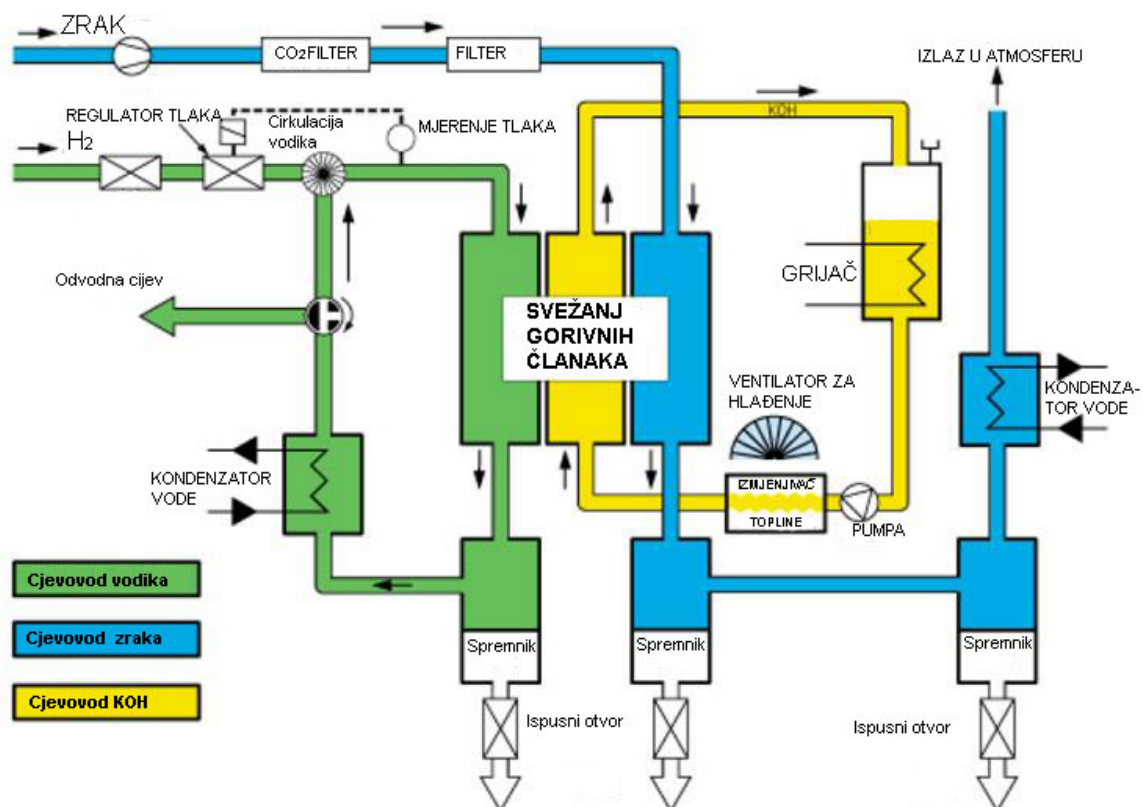 ZRAK
CO2FILTER
FILTER
IZLAZ U ATMOSFERU
REGULATOR TLAKA
Cirkulacija
vodika
MJERENJE TLAKA
H2
KOH
Odvodna cijev
GRIJAČ
SVEŽANJ
GORIVNIH
ČLANAKA
VENTILATOR ZA
HLAĐENJE
KONDENZA-
TOR VODE
KONDENZATOR
VODE
IZMJENJIVAČ
TOPLINE
PUMPA
Cjevovod vodika
Cjevovod zraka
Cjevovod KOH
Spremnik
Spremnik
Spremnik
Ispusni otvor
Ispusni otvor